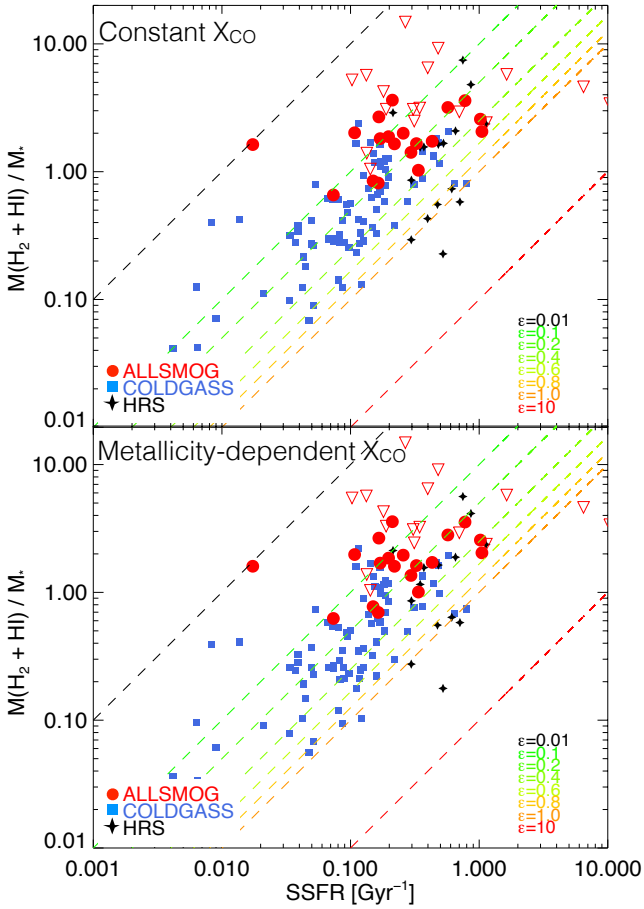 Constant X_CO
10.00
1.00
0.10
0.01
M(H₂ + HI) / M*
ALLSMOG
COLDGASS
HRS
ε=0.01
ε=0.1
ε=0.2
ε=0.4
ε=0.6
ε=0.8
ε=1.0
ε=10
Metallicity-dependent X_CO
10.00
1.00
0.10
0.01
M(H₂ + HI) / M*
ALLSMOG
COLDGASS
HRS
ε=0.01
ε=0.1
ε=0.2
ε=0.4
ε=0.6
ε=0.8
ε=1.0
ε=10
0.001 0.010 0.100 1.000 10.000
SSFR [Gyr⁻¹]